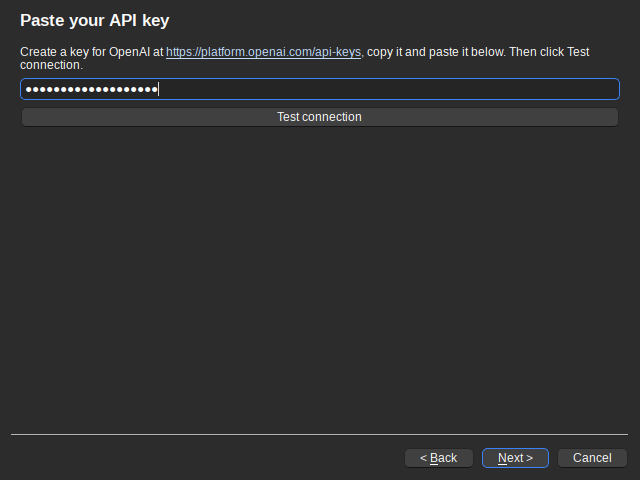 Paste your API key
Create a key for OpenAI at https://platform.openai.com/api-keys, copy it and paste it below. Then click Test
connection.
●●●●●●●●●●●●●●●●●●●
Test connection
< Back
Next >
Cancel